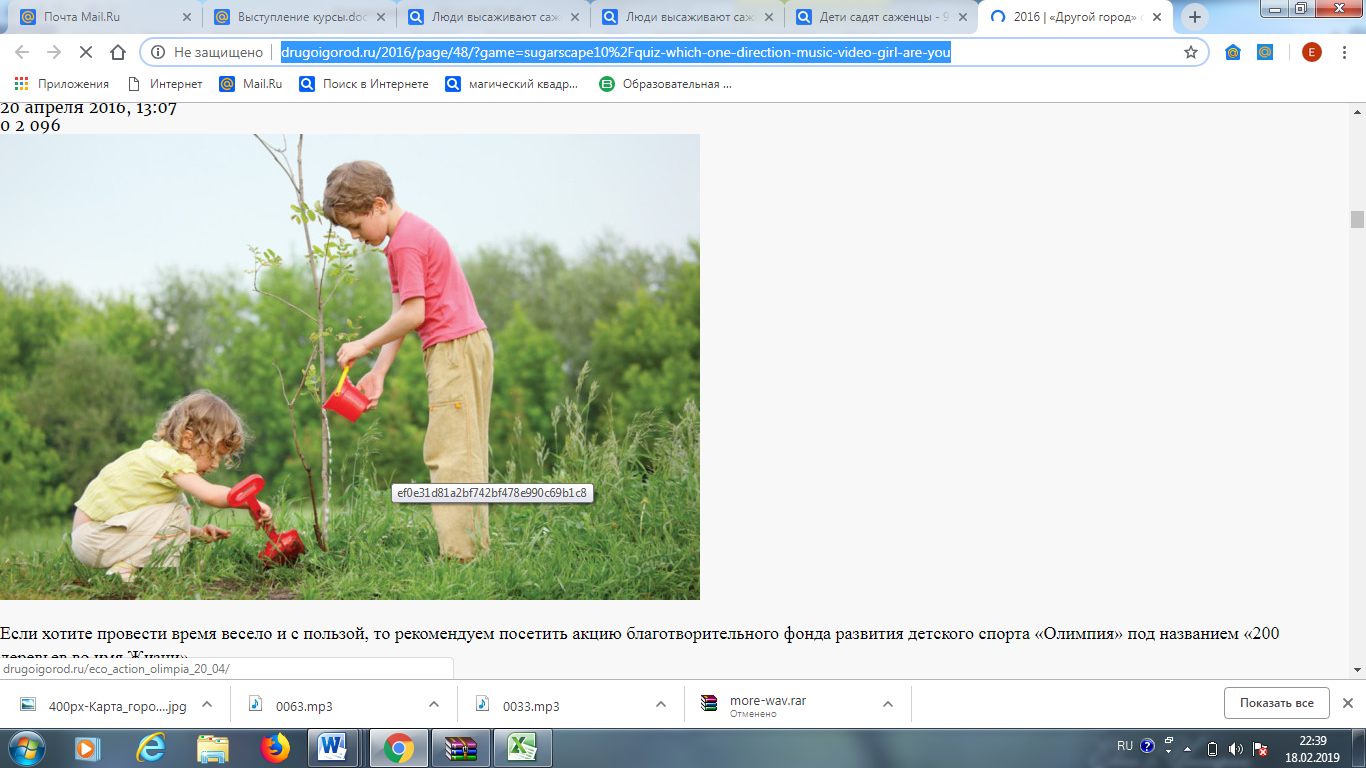 Почта Mail.Ru
Выступление курсы.doc
Люди высаживают саж
Люди высаживают саж
Дети садят саженцы - 9
2016 | «Другой город»
Не защищено
drugoigorod.ru/2016/page/48/?game=sugarscape10%2Fquiz-which-one-direction-music-video-girl-are-you
E
Приложения
Интернет
Mail.Ru
Поиск в Интернете
магический квадр...
Образовательная ...
20 апреля 2016, 13:07
0 2 096
ef0e31d81a2bf742bf478e990c69b1c8
Если хотите провести время весело и с пользой, то рекомендуем посетить акцию благотворительного фонда развития детского спорта «Олимпия» под названием «200
деревьев во имя Жизни»
drugoigorod.ru/eco_action_olimpia_20_04/
400px-Карта_горо....jpg
0063.mp3
0033.mp3
more-wav.rar
Отменено
Показать все
RU
22:39
18.02.2019